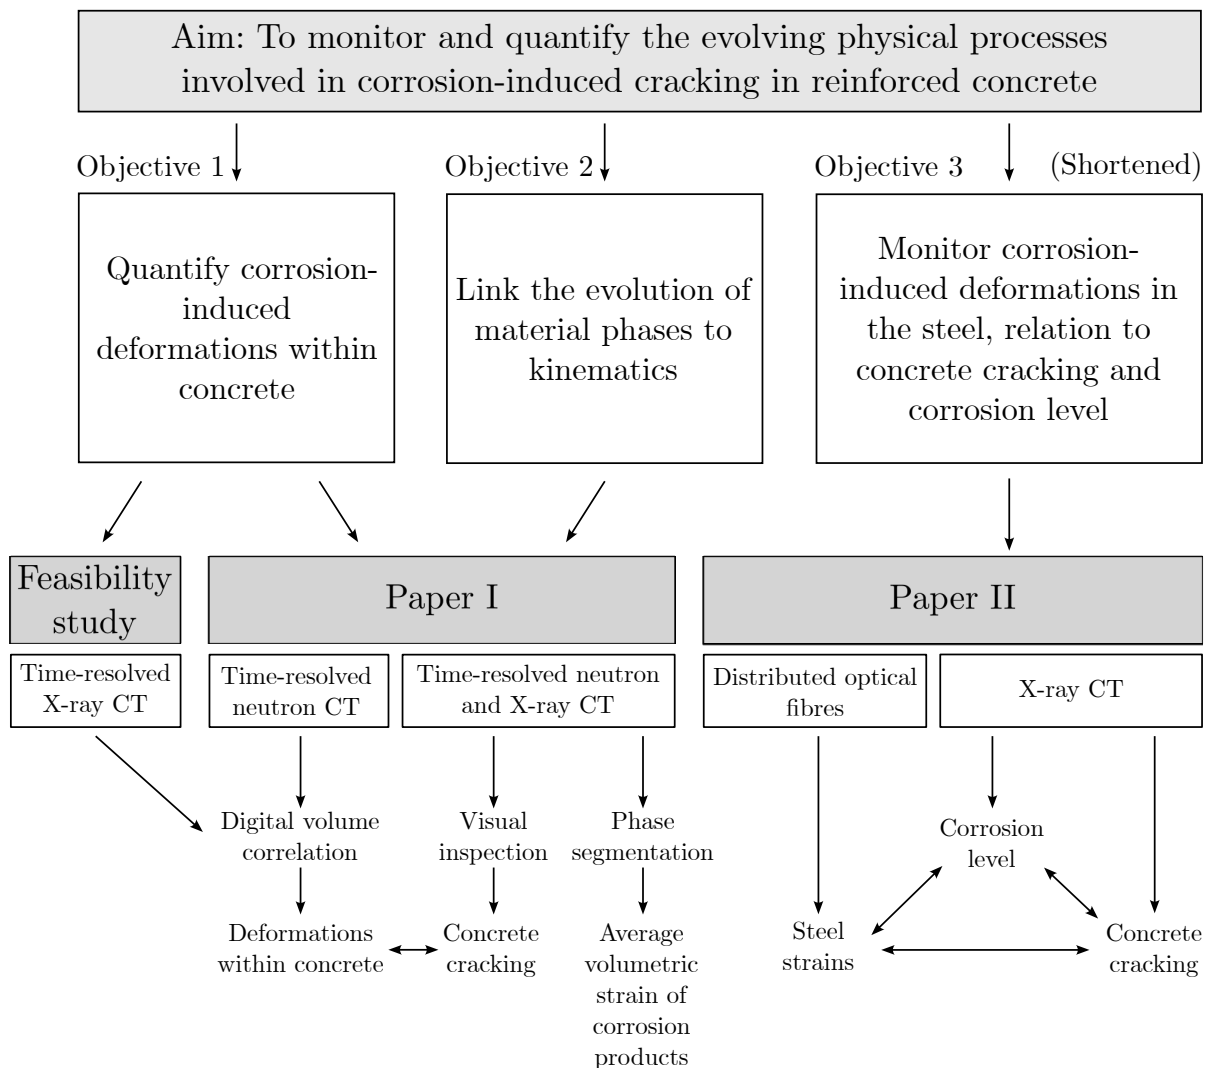 Aim: To monitor and quantify the evolving physical processes
involved in corrosion-induced cracking in reinforced concrete
Objective 1
Objective 2
Objective 3
(Shortened)
Quantify corrosion-
induced
deformations within
concrete
Link the evolution of
material phases to
kinematics
Monitor corrosion-
induced deformations in
the steel, relation to
concrete cracking and
corrosion level
Feasibility
study
Paper I
Paper II
Time-resolved
X-ray CT
Time-resolved
neutron CT
Time-resolved neutron
and X-ray CT
Distributed optical
fibres
X-ray CT
Digital volume
correlation
Visual
inspection
Phase
segmentation
Corrosion
level
Deformations
within concrete
Concrete
cracking
Average
volumetric
strain of
corrosion
products
Steel
strains
Concrete
cracking